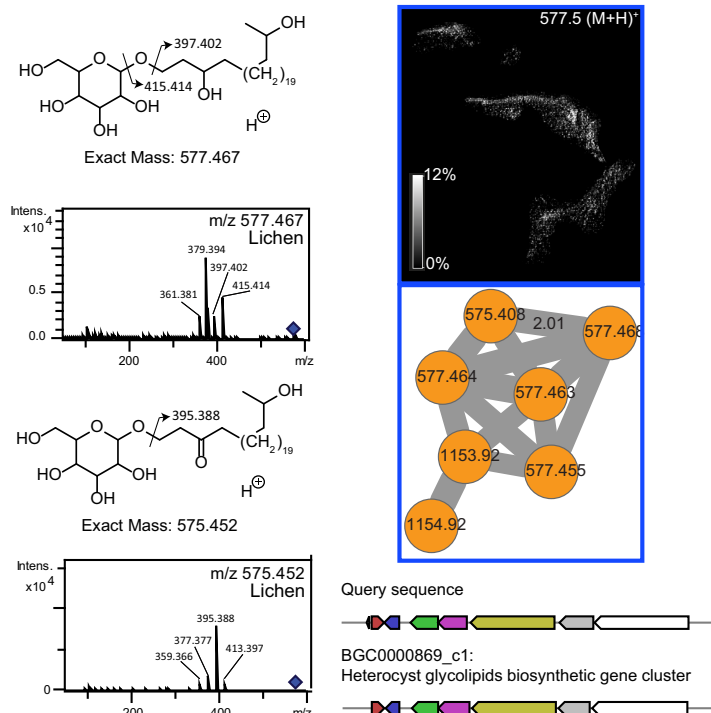 OH
397.402
HO
O
O
(CH2)19
415.414
OH
HO
OH
OH
H⊕
Exact Mass: 577.467
Intens.
x10^4
m/z 577.467
Lichen
379.394
397.402
361.381
415.414
0.5
0.0
200
400
m/z
OH
395.388
HO
O
O
(CH2)19
O
HO
OH
OH
H⊕
Exact Mass: 575.452
Intens.
x10^4
m/z 575.452
Lichen
395.388
377.377
359.366
413.397
0
200
400
m/z
577.5 (M+H)+
12%
0%
575.408
2.01
577.468
577.464
577.463
1153.92
577.455
1154.92
Query sequence
BGC0000869_c1:
Heterocyst glycolipids biosynthetic gene cluster